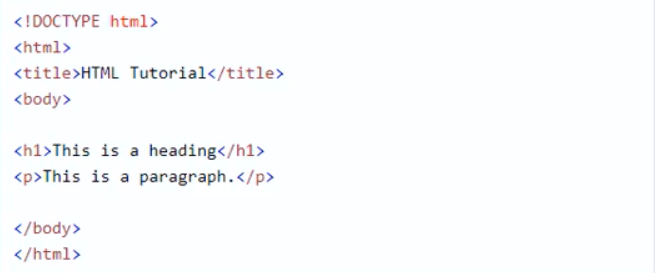 <!DOCTYPE html>
<html>
<title>HTML Tutorial</title>
<body>
<h1>This is a heading</h1>
<p>This is a paragraph.</p>
</body>
</html>